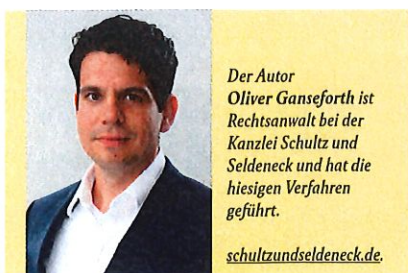 Der Autor
Oliver Ganseforth ist
Rechtsanwalt bei der
Kanzlei Schultz und
Seldeneck und hat die
hiesigen Verfahren
geführt.
schultzundseldeneck.de.